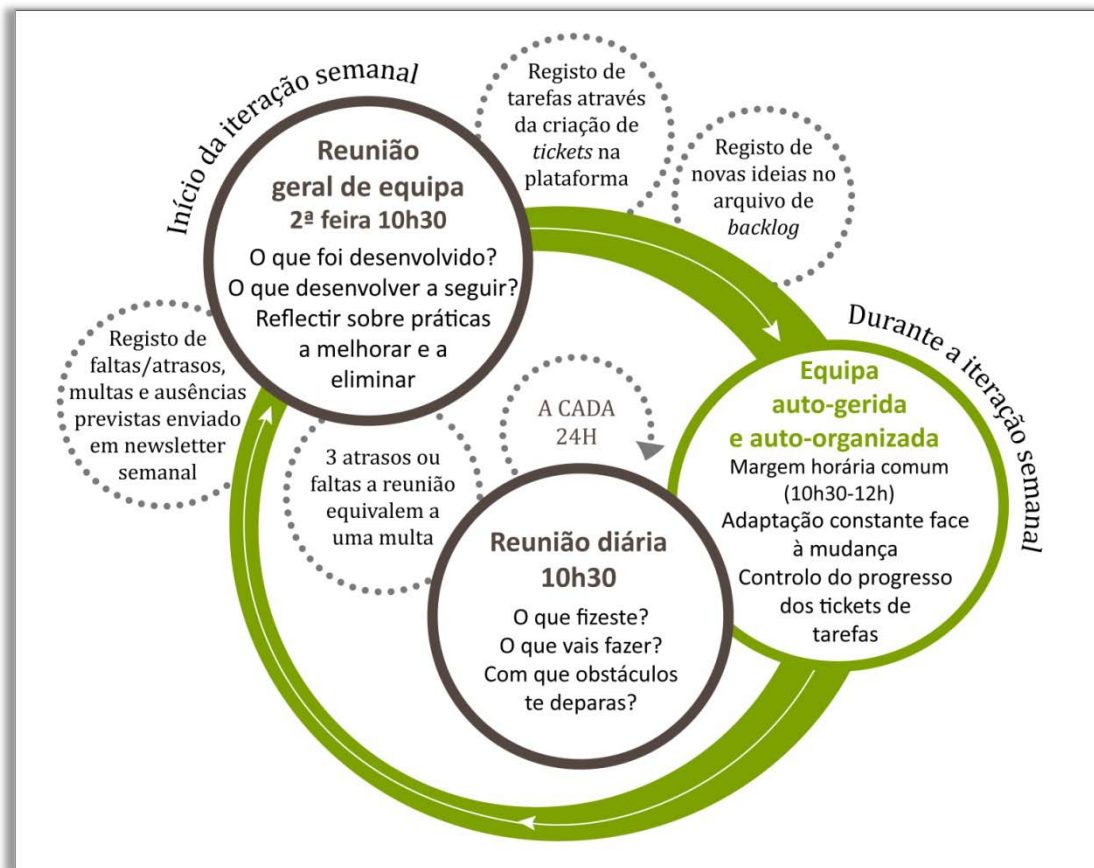 Início da iteração semanal
Reunião
geral de equipa
2ª feira 10h30
O que foi desenvolvido?
O que desenvolver a seguir?
Reflectir sobre práticas
a melhorar e a
eliminar
Registo de
tarefas através
da criação de
tickets na
plataforma
Registo de
novas ideias no
arquivo de
backlog
Registo de
faltas/atrasos,
multas e ausências
previstas enviado
em newsletter
semanal
3 atrasos ou
faltas a reunião
equivalem a
uma multa
A CADA
24H
Reunião diária
10h30
O que fizeste?
O que vais fazer?
Com que obstáculos
te deparas?
Durante a iteração semanal
Equipa
auto-gerida
e auto-organizada
Margem horária comum
(10h30-12h)
Adaptação constante face
à mudança
Controlo do progresso
dos tickets de
tarefas